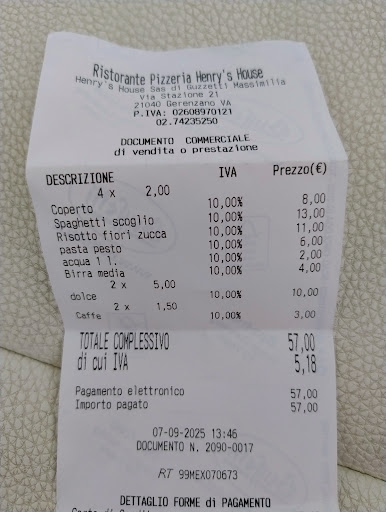 Ristorante Pizzeria Henry's House
Henry's House Sas di Guzzetti Massimilia
Via Stazione 21
21040 Gerenzano VA
P.IVA: 02608970121
02.74235250
DOCUMENTO COMMERCIALE
di vendita o prestazione
DESCRIZIONE IVA Prezzo(€)
4 x 2,00
Coperto 10,00% 8,00
Spaghetti scoglio 10,00% 13,00
Risotto fiori zucca 10,00% 11,00
pasta pesto 10,00% 6,00
acqua 1 l. 10,00% 2,00
Birra media 10,00% 4,00
2 x 5,00
dolce 10,00% 10,00
2 x 1,50
Caffe 10,00% 3,00
TOTALE COMPLESSIVO 57,00
di cui IVA 5,18
Pagamento elettronico 57,00
Importo pagato 57,00
07-09-2025 13:46
DOCUMENTO N. 2090-0017
RT 99MEX070673
DETTAGLIO FORME di PAGAMENTO